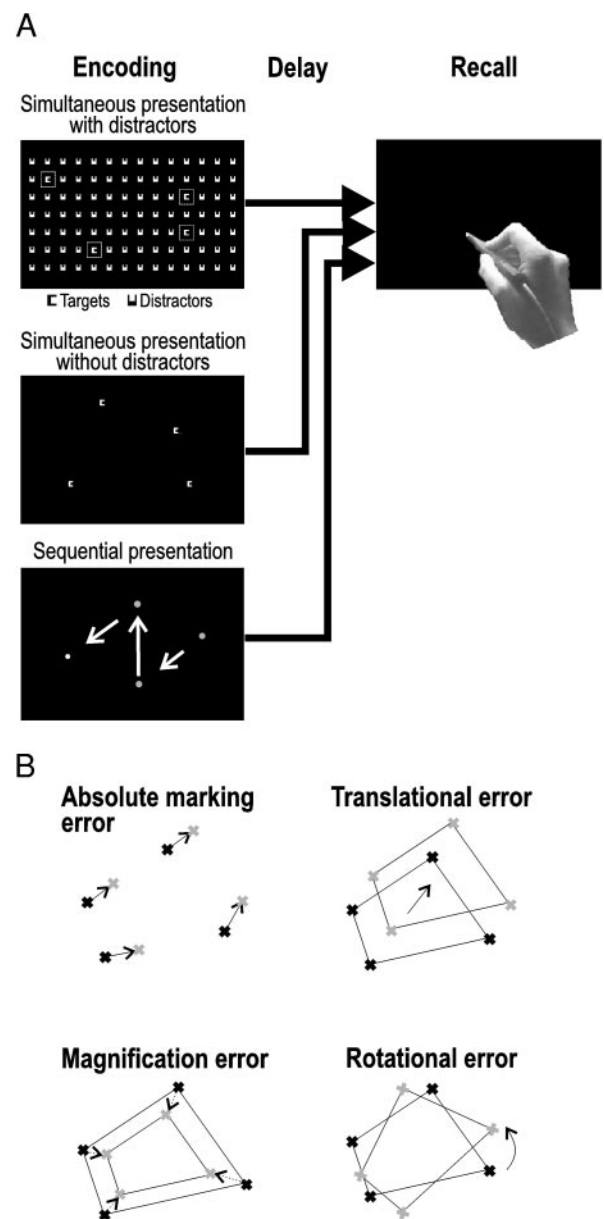 A
Encoding Delay Recall
Simultaneous presentation
with distractors
Targets Distractors
Simultaneous presentation
without distractors
Sequential presentation
B
Absolute marking
error
Translational error
Magnification error
Rotational error